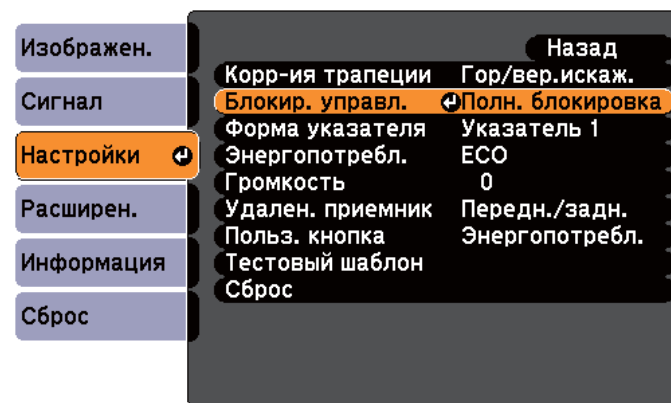 Изображен.
Сигнал
Настройки
Расширен.
Информация
Сброс
Назад
Корр-ия трапеции Гор/вер.искаж.
Блокир. управл. Полн. блокировка
Форма указателя Указатель 1
Энергопотребл. ECO
Громкость 0
Удален. приемник Передн./задн.
Польз. кнопка Энергопотребл.
Тестовый шаблон
Сброс